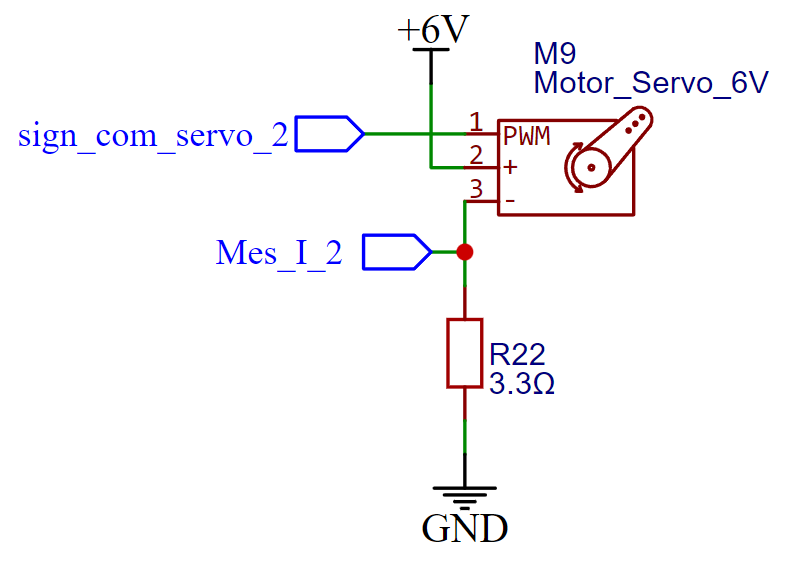 +6V
M9
Motor_Servo_6V
sign_com_servo_2
1
PWM
2
+
3
-
Mes_I_2
R22
3.3Ω
GND